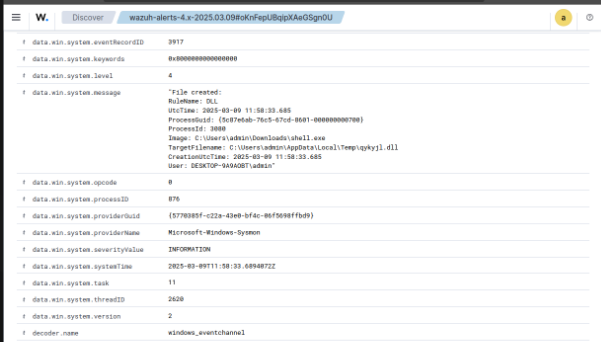 W. Discover wazuh-alerts-4.x-2025.03.09#oKnFepUBqipXAeGSgn0U a
t data.win.system.eventRecordID 3917
t data.win.system.keywords 0x8000000000000000
t data.win.system.level 4
t data.win.system.message "File created:
RuleName: DLL
UtcTime: 2025-03-09 11:58:33.685
ProcessGuid: {5c87e6ab-76c5-67cd-8601-000000000700}
ProcessId: 3080
Image: C:\Users\admin\Downloads\shell.exe
TargetFilename: C:\Users\admin\AppData\Local\Temp\qykyjl.dll
CreationUtcTime: 2025-03-09 11:58:33.685
User: DESKTOP-9A9AOBT\admin"
t data.win.system.opcode 0
t data.win.system.processID 876
t data.win.system.providerGuid {5770385f-c22a-43e0-bf4c-06f5698ffbd9}
t data.win.system.providerName Microsoft-Windows-Sysmon
t data.win.system.severityValue INFORMATION
t data.win.system.systemTime 2025-03-09T11:58:33.6894872Z
t data.win.system.task 11
t data.win.system.threadID 2620
t data.win.system.version 2
t decoder.name windows_eventchannel